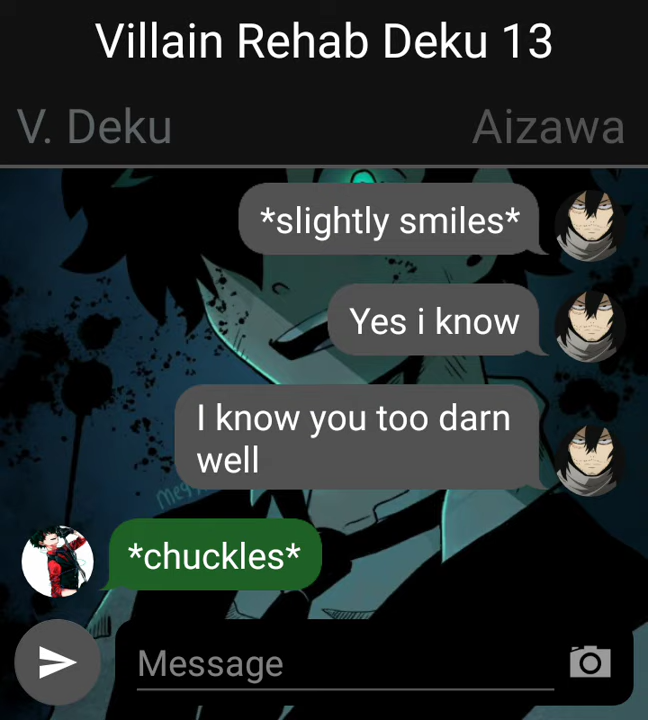 Villain Rehab Deku 13
V. Deku
Aizawa
*slightly smiles*
Yes i know
I know you too darn
well
*chuckles*
Message